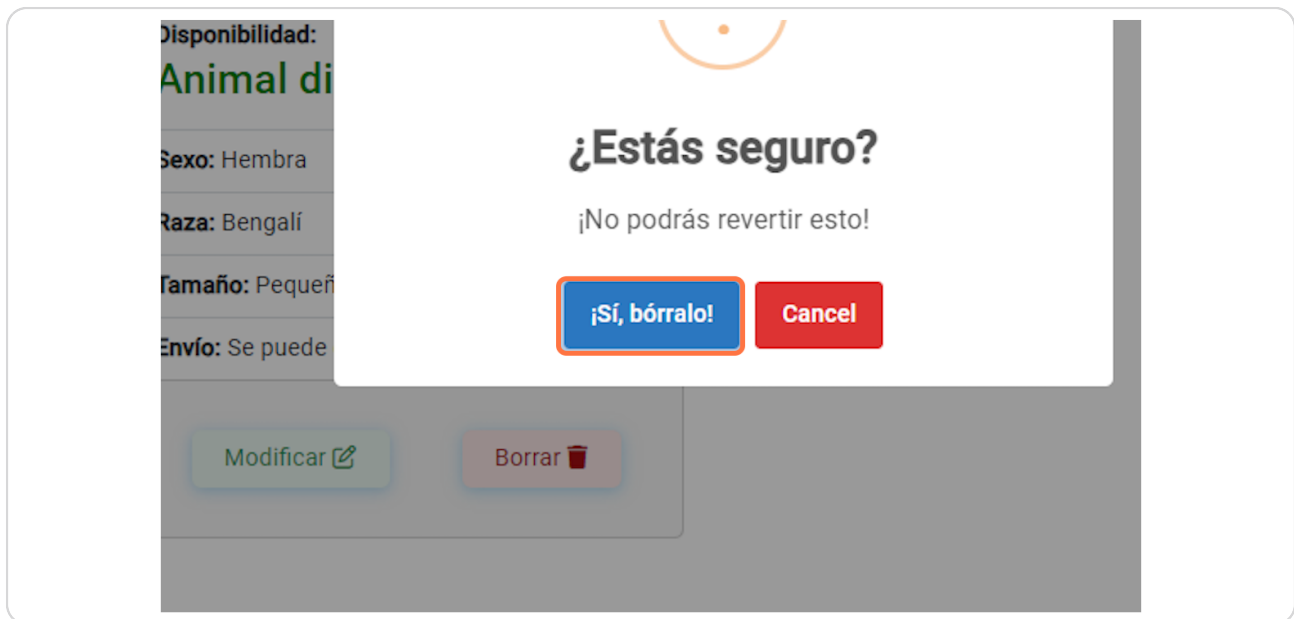 Disponibilidad:
Animal di
Sexo: Hembra
Raza: Bengalí
Tamaño: Pequeñ
Envío: Se puede
¿Estás seguro?
¡No podrás revertir esto!
¡Sí, bórralo!
Cancel
Modificar
Borrar